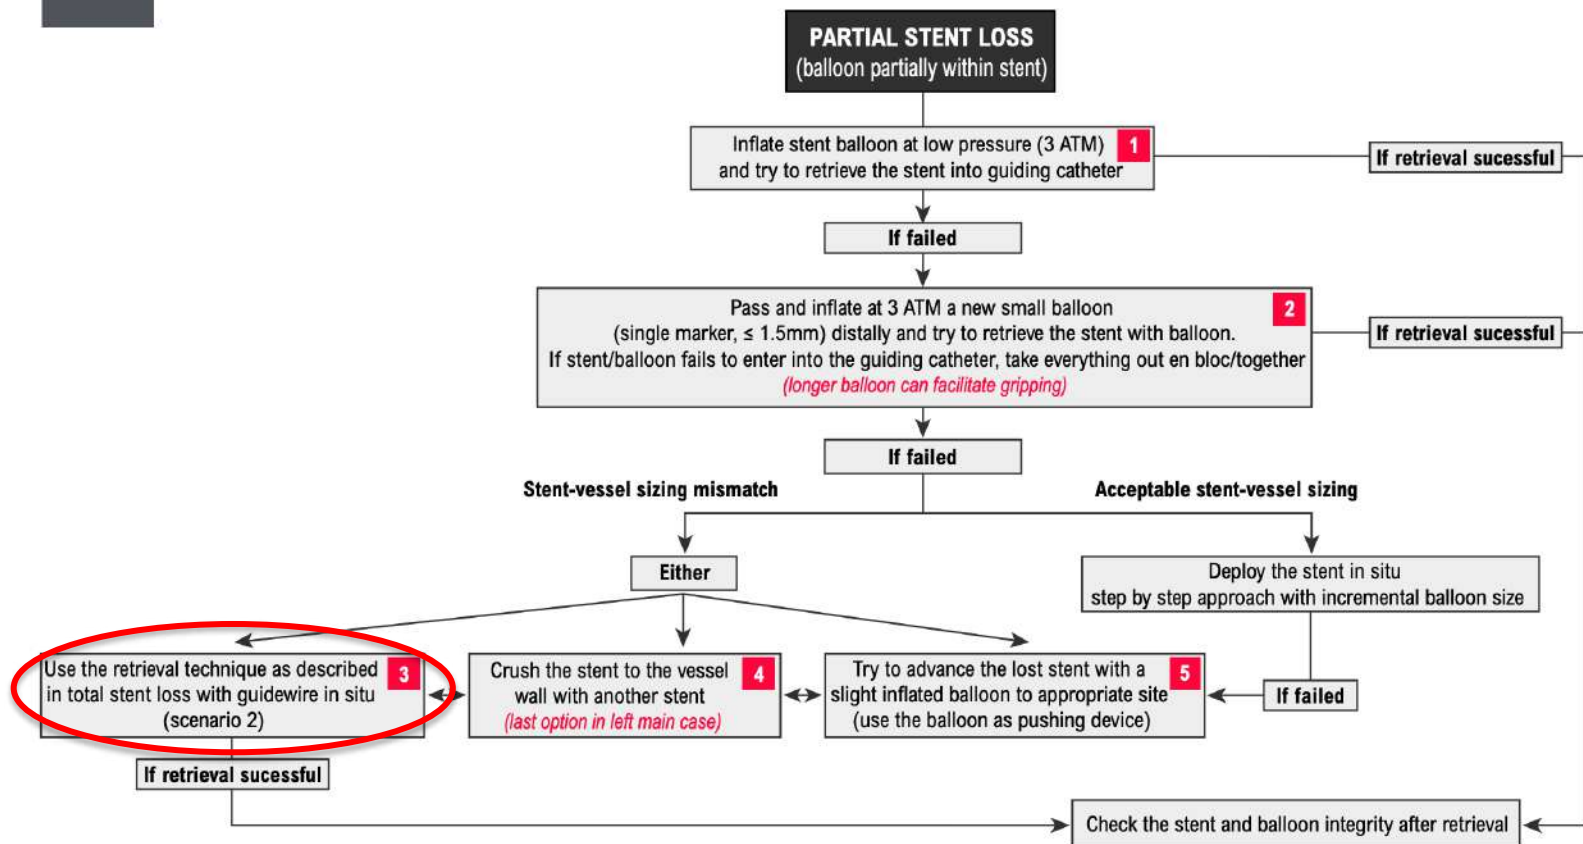 PARTIAL STENT LOSS
(balloon partially within stent)
Inflate stent balloon at low pressure (3 ATM)
and try to retrieve the stent into guiding catheter
1
If retrieval sucessful
If failed
Pass and inflate at 3 ATM a new small balloon
(single marker, ≤ 1.5mm) distally and try to retrieve the stent with balloon.
If stent/balloon fails to enter into the guiding catheter, take everything out en bloc/together
(longer balloon can facilitate gripping)
2
If retrieval sucessful
If failed
Stent-vessel sizing mismatch
Acceptable stent-vessel sizing
Either
Deploy the stent in situ
step by step approach with incremental balloon size
Use the retrieval technique as described
in total stent loss with guidewire in situ
(scenario 2)
3
Crush the stent to the vessel
wall with another stent
(last option in left main case)
4
Try to advance the lost stent with a
slight inflated balloon to appropriate site
(use the balloon as pushing device)
5
If failed
If retrieval sucessful
Check the stent and balloon integrity after retrieval